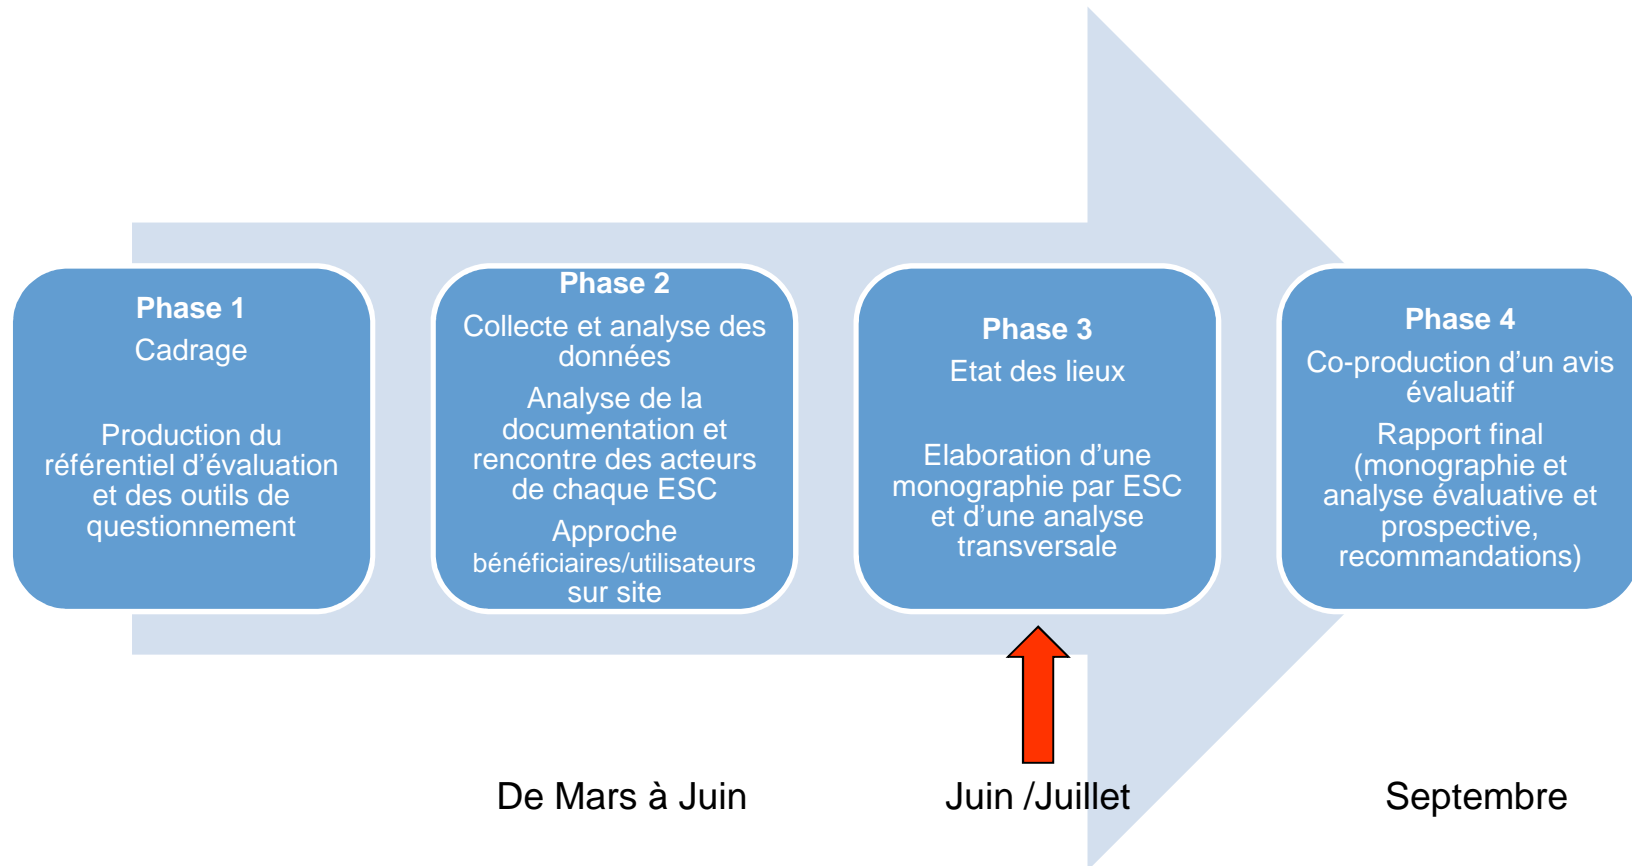 Phase 1
Cadrage
Production du
référentiel d’évaluation
et des outils de
questionnement
Phase 2
Collecte et analyse des
données
Analyse de la
documentation et
rencontre des acteurs
de chaque ESC
Approche
bénéficiaires/utilisateurs
sur site
Phase 3
Etat des lieux
Elaboration d’une
monographie par ESC
et d’une analyse
transversale
Phase 4
Co-production d’un avis
évaluatif
Rapport final
(monographie et
analyse évaluative et
prospective,
recommandations)
De Mars à Juin
Juin /Juillet
Septembre